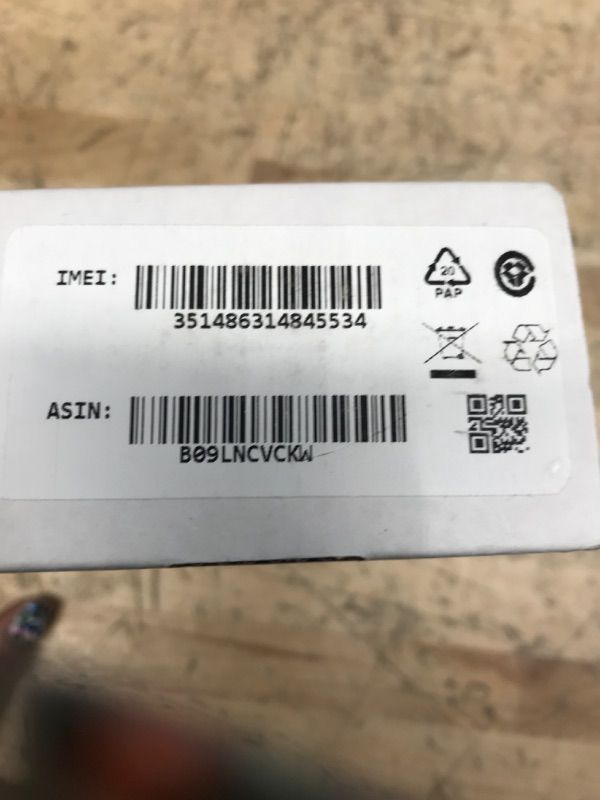 IMEI:
351486314845534
20
PAP
ASIN:
B09LNCVCKW